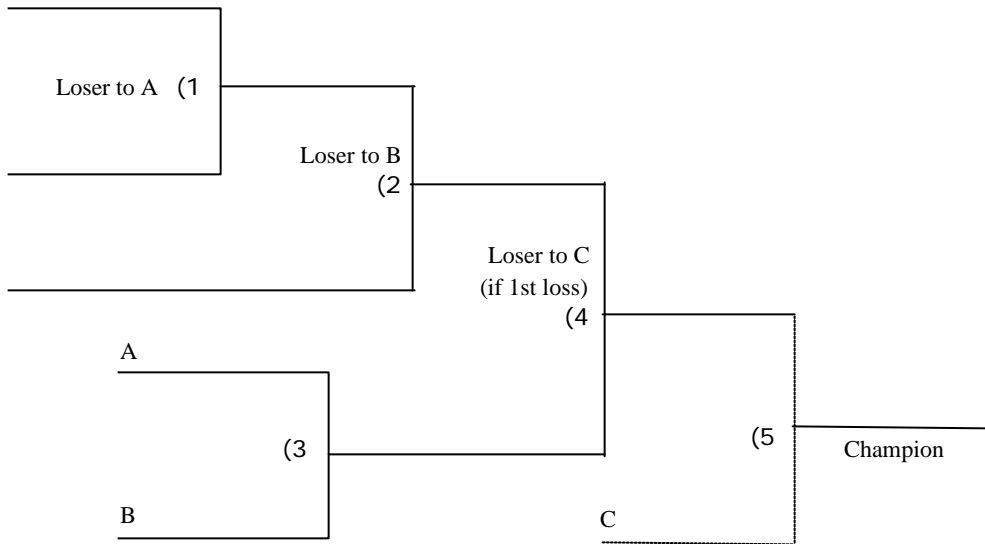 Loser to A (1
Loser to B
(2
Loser to C
(if 1st loss)
(4
A
(3
(5
Champion
B
C